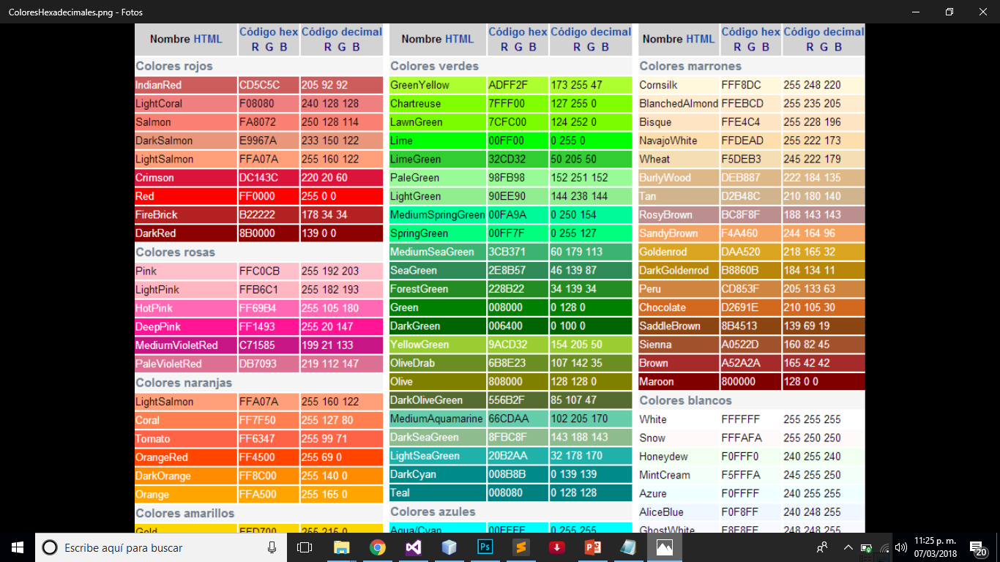 ColoresHexadecimales.png - Fotos
Nombre HTML Código hex R G B Código decimal R G B
Colores rojos
IndianRed CD5C5C 205 92 92
LightCoral F08080 240 128 128
Salmon FA8072 250 128 114
DarkSalmon E9967A 233 150 122
LightSalmon FFA07A 255 160 122
Crimson DC143C 220 20 60
Red FF0000 255 0 0
FireBrick B22222 178 34 34
DarkRed 8B0000 139 0 0
Colores rosas
Pink FFC0CB 255 192 203
LightPink FFB6C1 255 182 193
HotPink FF69B4 255 105 180
DeepPink FF1493 255 20 147
MediumVioletRed C71585 199 21 133
PaleVioletRed DB7093 219 112 147
Colores naranjas
LightSalmon FFA07A 255 160 122
Coral FF7F50 255 127 80
Tomato FF6347 255 99 71
OrangeRed FF4500 255 69 0
DarkOrange FF8C00 255 140 0
Orange FFA500 255 165 0
Colores amarillos
Gold FFD700 255 215 0
Nombre HTML Código hex R G B Código decimal R G B
Colores verdes
GreenYellow ADFF2F 173 255 47
Chartreuse 7FFF00 127 255 0
LawnGreen 7CFC00 124 252 0
Lime 00FF00 0 255 0
LimeGreen 32CD32 50 205 50
PaleGreen 98FB98 152 251 152
LightGreen 90EE90 144 238 144
MediumSpringGreen 00FA9A 0 250 154
SpringGreen 00FF7F 0 255 127
MediumSeaGreen 3CB371 60 179 113
SeaGreen 2E8B57 46 139 87
ForestGreen 228B22 34 139 34
Green 008000 0 128 0
DarkGreen 006400 0 100 0
YellowGreen 9ACD32 154 205 50
OliveDrab 6B8E23 107 142 35
Olive 808000 128 128 0
DarkOliveGreen 556B2F 85 107 47
MediumAquamarine 66CDAA 102 205 170
DarkSeaGreen 8FBC8F 143 188 143
LightSeaGreen 20B2AA 32 178 170
DarkCyan 008B8B 0 139 139
Teal 008080 0 128 128
Colores azules
Aqua/Cyan 00FFFF 0 255 255
Nombre HTML Código hex R G B Código decimal R G B
Colores marrones
Cornsilk FFF8DC 255 248 220
BlanchedAlmond FFEBCD 255 235 205
Bisque FFE4C4 255 228 196
NavajoWhite FFDEAD 255 222 173
Wheat F5DEB3 245 222 179
BurlyWood DEB887 222 184 135
Tan D2B48C 210 180 140
RosyBrown BC8F8F 188 143 143
SandyBrown F4A460 244 164 96
Goldenrod DAA520 218 165 32
DarkGoldenrod B8860B 184 134 11
Peru CD853F 205 133 63
Chocolate D2691E 210 105 30
SaddleBrown 8B4513 139 69 19
Sienna A0522D 160 82 45
Brown A52A2A 165 42 42
Maroon 800000 128 0 0
Colores blancos
White FFFFFF 255 255 255
Snow FFFAFA 255 250 250
Honeydew F0FFF0 240 255 240
MintCream F5FFFA 245 255 250
Azure F0FFFF 240 255 255
AliceBlue F0F8FF 240 248 255
GhostWhite F8F8FF 248 248 255
Escribe aquí para buscar
Ps
11:25 p. m.
07/03/2018
20